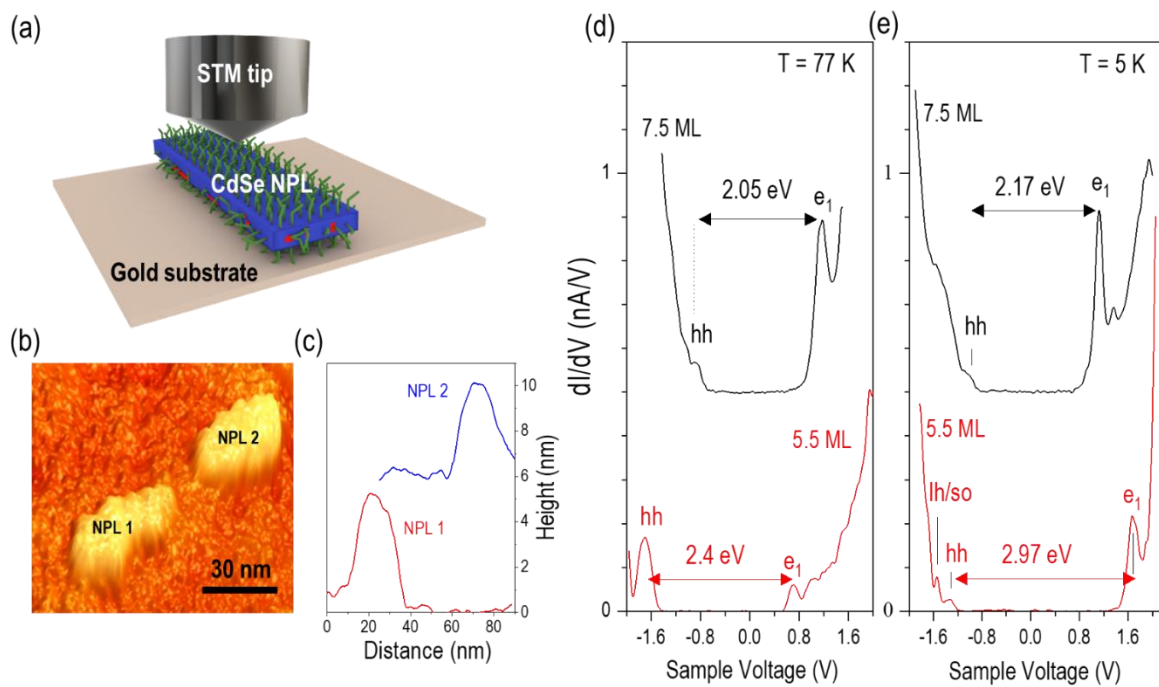 (a)
STM tip
CdSe NPL
Gold substrate
(b)
NPL 2
NPL 1
30 nm
(c)
NPL 2
NPL 1
10
8
6
4
2
0
Height (nm)
0 20 40 60 80
Distance (nm)
(d)
T = 77 K
7.5 ML
2.05 eV
e1
hh
5.5 ML
hh
2.4 eV
e1
1
0
dI/dV (nA/V)
-1.6 -0.8 0.0 0.8 1.6
Sample Voltage (V)
(e)
T = 5 K
7.5 ML
2.17 eV
e1
hh
5.5 ML
lh/so
hh
2.97 eV
e1
1
0
-1.6 -0.8 0.0 0.8 1.6
Sample Voltage (V)